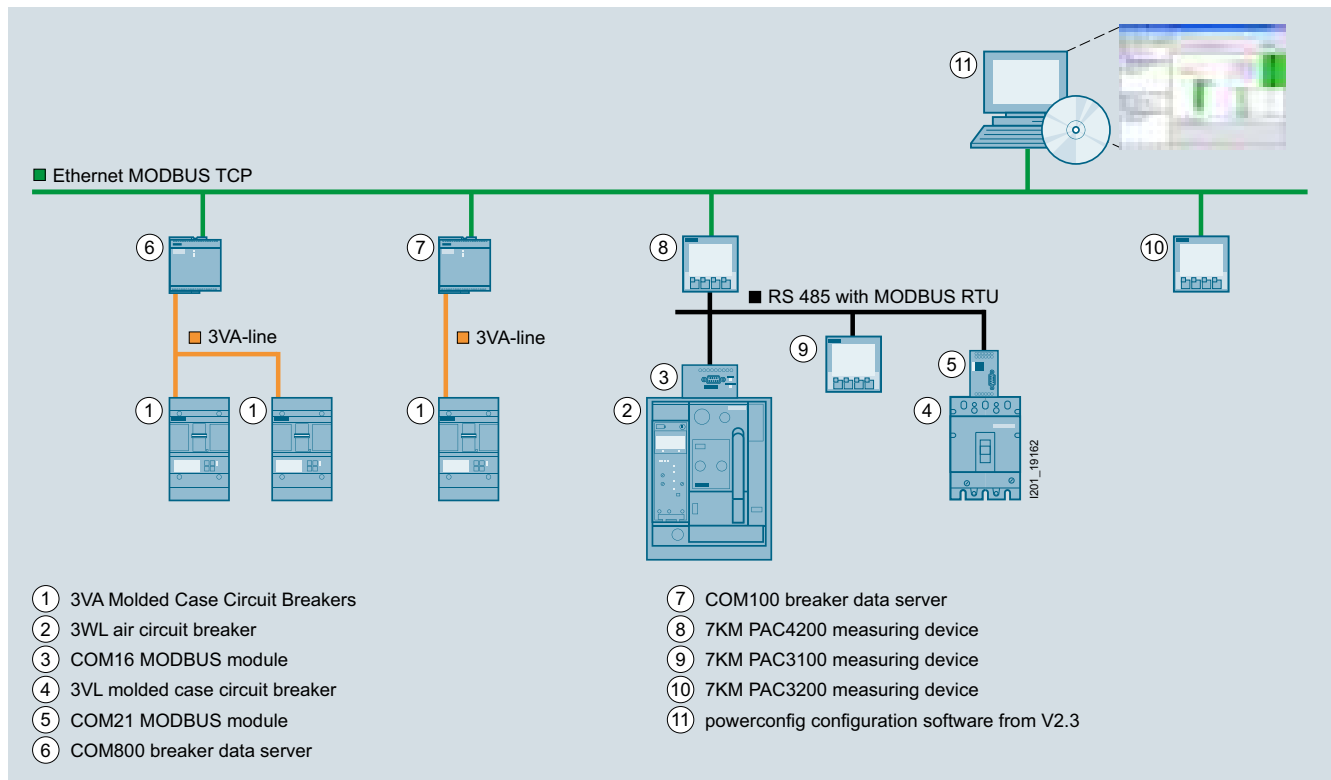 11
Ethernet MODBUS TCP
6
7
8
10
RS 485 with MODBUS RTU
3VA-line
3VA-line
9
3
5
1
1
1
2
4
I201_19162
1 3VA Molded Case Circuit Breakers
2 3WL air circuit breaker
3 COM16 MODBUS module
4 3VL molded case circuit breaker
5 COM21 MODBUS module
6 COM800 breaker data server
7 COM100 breaker data server
8 7KM PAC4200 measuring device
9 7KM PAC3100 measuring device
10 7KM PAC3200 measuring device
11 powerconfig configuration software from V2.3